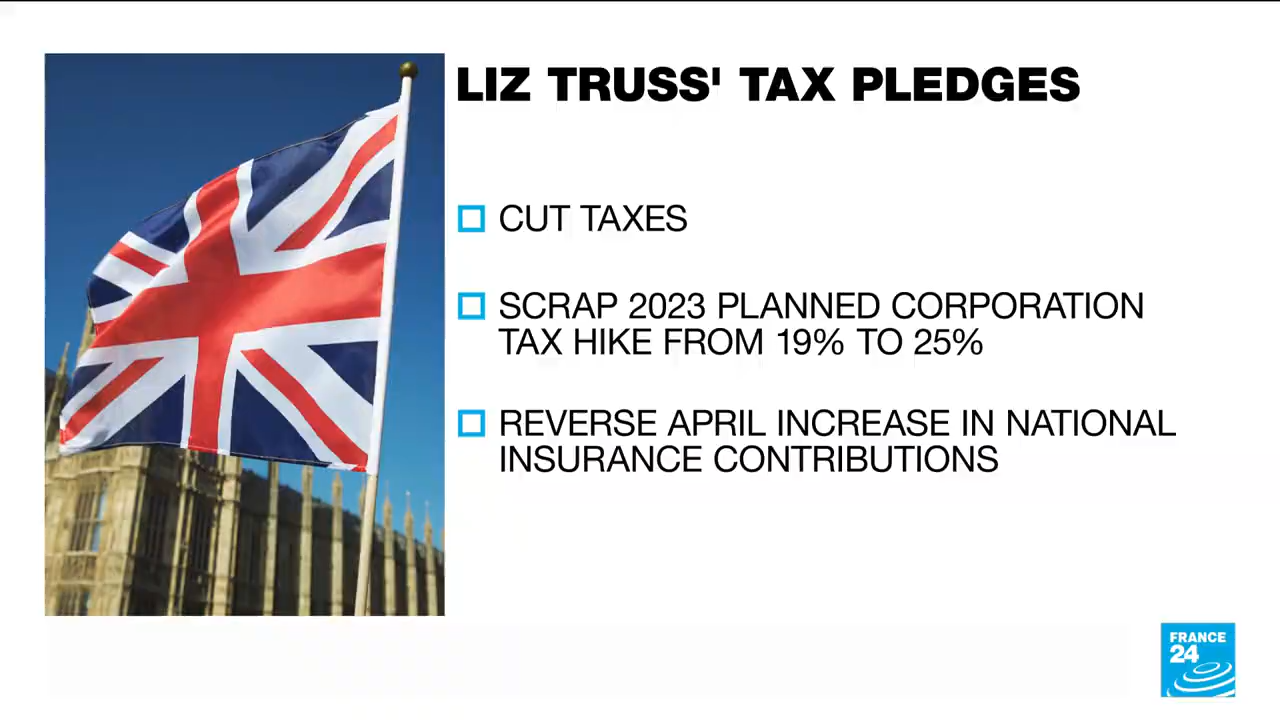 LIZ TRUSS' TAX PLEDGES
CUT TAXES
SCRAP 2023 PLANNED CORPORATION
TAX HIKE FROM 19% TO 25%
REVERSE APRIL INCREASE IN NATIONAL
INSURANCE CONTRIBUTIONS
FRANCE
24